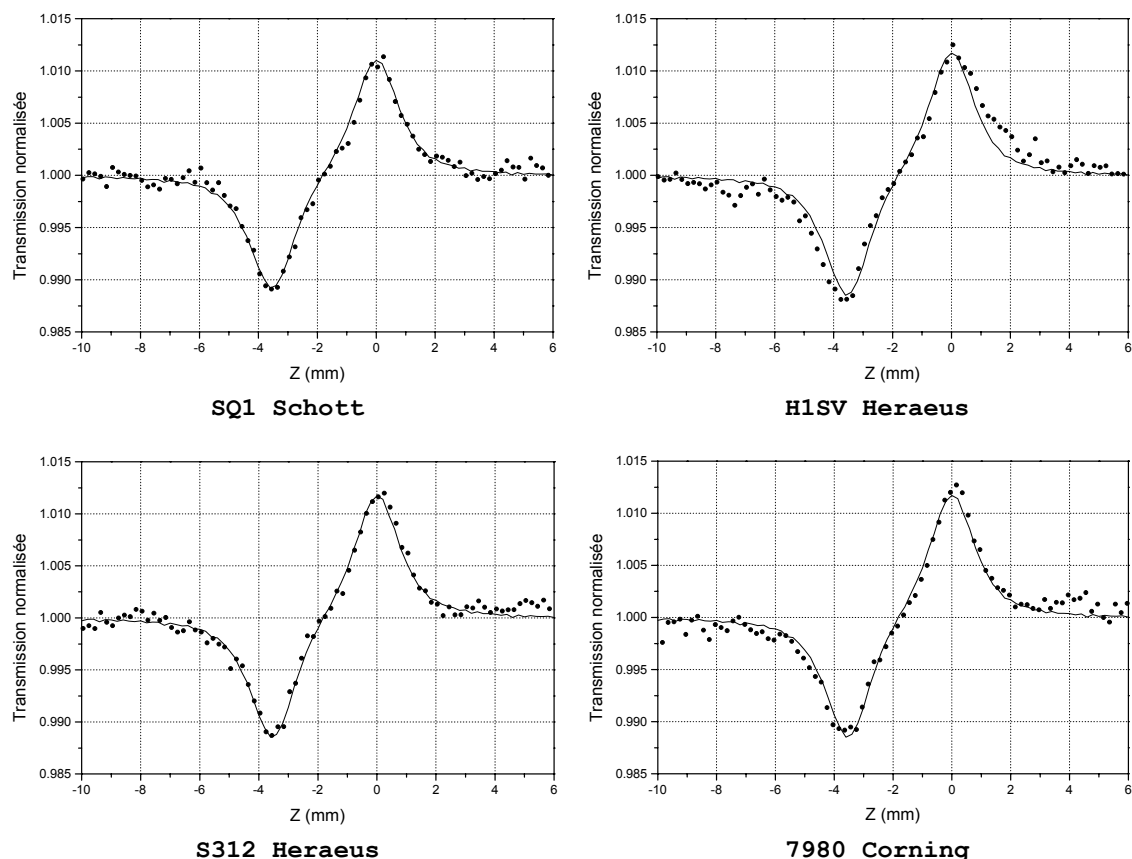 1.015
1.010
1.005
1.000
0.995
0.990
0.985
Transmission normalisée
-10 -8 -6 -4 -2 0 2 4 6
Z (mm)
SQ1 Schott
1.015
1.010
1.005
1.000
0.995
0.990
0.985
Transmission normalisée
-10 -8 -6 -4 -2 0 2 4 6
Z (mm)
H1SV Heraeus
1.015
1.010
1.005
1.000
0.995
0.990
0.985
Transmission normalisée
-10 -8 -6 -4 -2 0 2 4 6
Z (mm)
S312 Heraeus
1.015
1.010
1.005
1.000
0.995
0.990
0.985
Transmission normalisée
-10 -8 -6 -4 -2 0 2 4 6
Z (mm)
7980 Corning